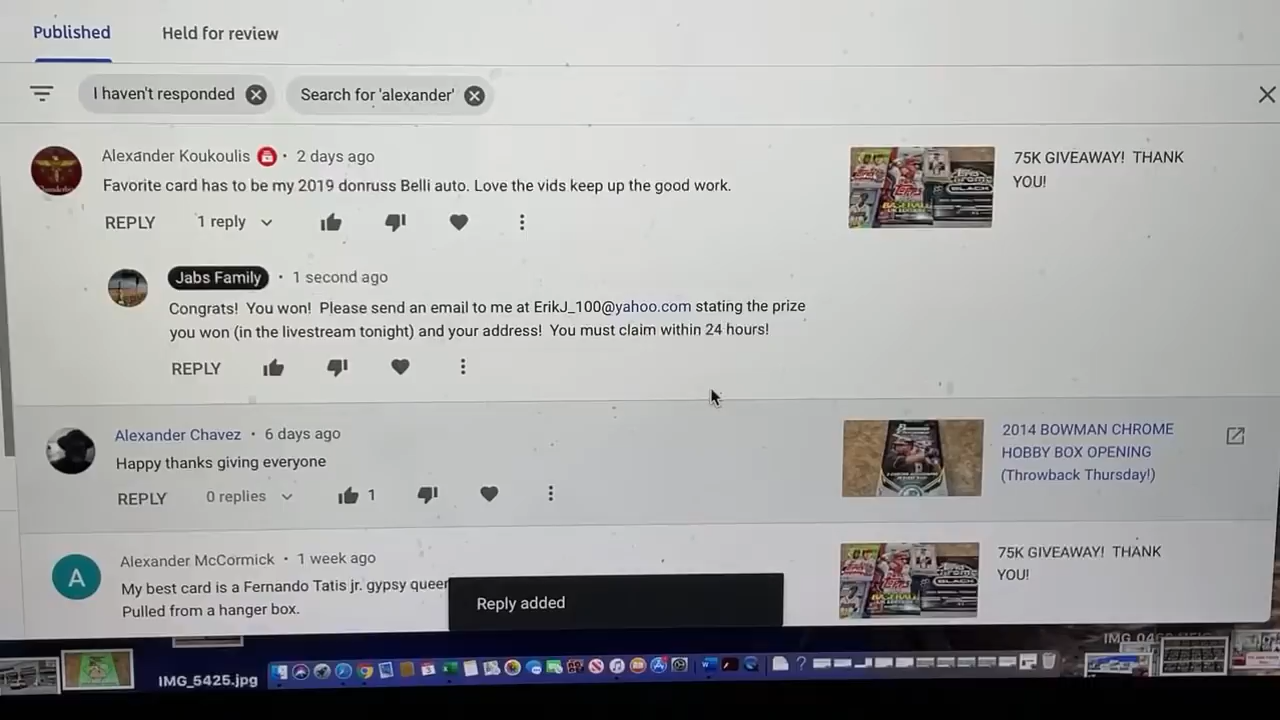 Published Held for review
I haven't responded Search for 'alexander'
Alexander Koukoulis · 2 days ago
Favorite card has to be my 2019 donruss Belli auto. Love the vids keep up the good work.
REPLY 1 reply
75K GIVEAWAY! THANK
YOU!
Jabs Family · 1 second ago
Congrats! You won! Please send an email to me at ErikJ_100@yahoo.com stating the prize
you won (in the livestream tonight) and your address! You must claim within 24 hours!
REPLY
Alexander Chavez · 6 days ago
Happy thanks giving everyone
REPLY 0 replies 1
2014 BOWMAN CHROME
HOBBY BOX OPENING
(Throwback Thursday!)
A
Alexander McCormick · 1 week ago
My best card is a Fernando Tatis jr. gypsy queen
Pulled from a hanger box.
75K GIVEAWAY! THANK
YOU!
Reply added
IMG_5425.jpg